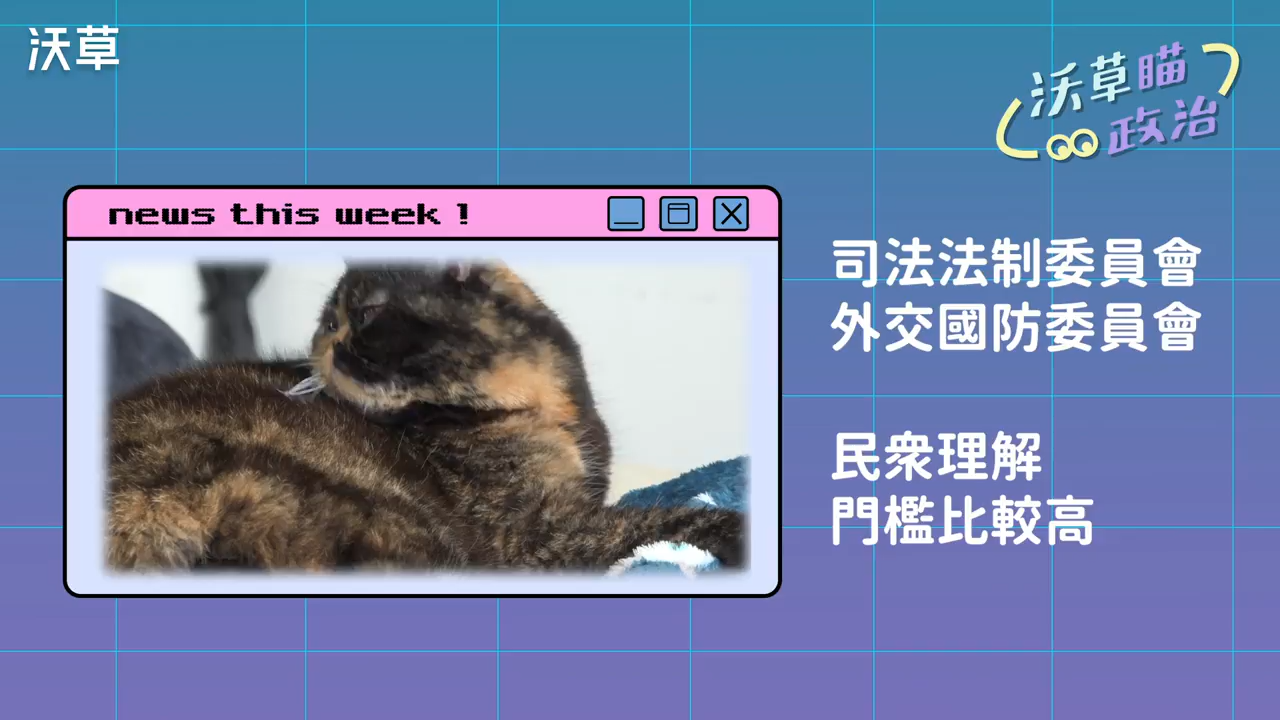 沃草
沃草瞄
政治
news this week !
司法法制委員會
外交國防委員會
民眾理解
門檻比較高